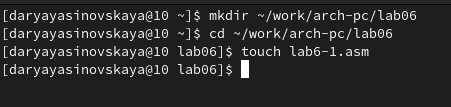 [daryayasinovskaya@10 ~]$ mkdir ~/work/arch-pc/lab06
[daryayasinovskaya@10 ~]$ cd ~/work/arch-pc/lab06
[daryayasinovskaya@10 lab06]$ touch lab6-1.asm
[daryayasinovskaya@10 lab06]$